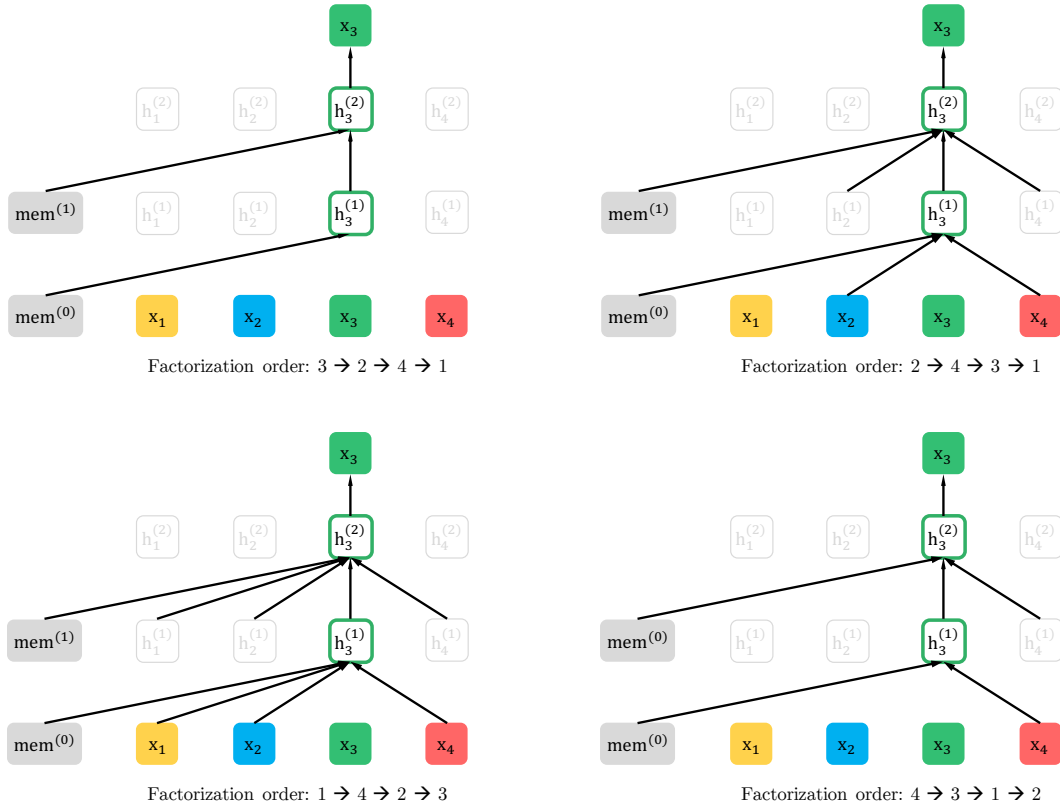 x₃
h₁⁽²⁾ h₂⁽²⁾ h₃⁽²⁾ h₄⁽²⁾
mem⁽¹⁾ h₁⁽¹⁾ h₂⁽¹⁾ h₃⁽¹⁾ h₄⁽¹⁾
mem⁽⁰⁾ x₁ x₂ x₃ x₄
Factorization order: 3 → 2 → 4 → 1
x₃
h₁⁽²⁾ h₂⁽²⁾ h₃⁽²⁾ h₄⁽²⁾
mem⁽¹⁾ h₁⁽¹⁾ h₂⁽¹⁾ h₃⁽¹⁾ h₄⁽¹⁾
mem⁽⁰⁾ x₁ x₂ x₃ x₄
Factorization order: 2 → 4 → 3 → 1
x₃
h₁⁽²⁾ h₂⁽²⁾ h₃⁽²⁾ h₄⁽²⁾
mem⁽¹⁾ h₁⁽¹⁾ h₂⁽¹⁾ h₃⁽¹⁾ h₄⁽¹⁾
mem⁽⁰⁾ x₁ x₂ x₃ x₄
Factorization order: 1 → 4 → 2 → 3
x₃
h₁⁽²⁾ h₂⁽²⁾ h₃⁽²⁾ h₄⁽²⁾
mem⁽⁰⁾ h₁⁽¹⁾ h₂⁽¹⁾ h₃⁽¹⁾ h₄⁽¹⁾
mem⁽⁰⁾ x₁ x₂ x₃ x₄
Factorization order: 4 → 3 → 1 → 2